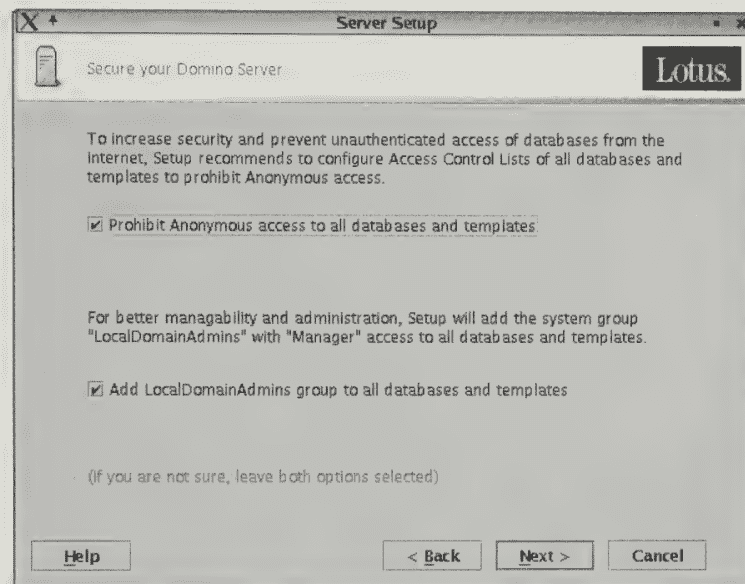 Server Setup
Secure your Domino Server
Lotus.
To increase security and prevent unauthenticated access of databases from the
Internet, Setup recommends to configure Access Control Lists of all databases and
templates to prohibit Anonymous access.
Prohibit Anonymous access to all databases and templates
For better managability and administration, Setup will add the system group
"LocalDomainAdmins" with "Manager" access to all databases and templates.
Add LocalDomainAdmins group to all databases and templates
(If you are not sure, leave both options selected)
Help
< Back
Next >
Cancel